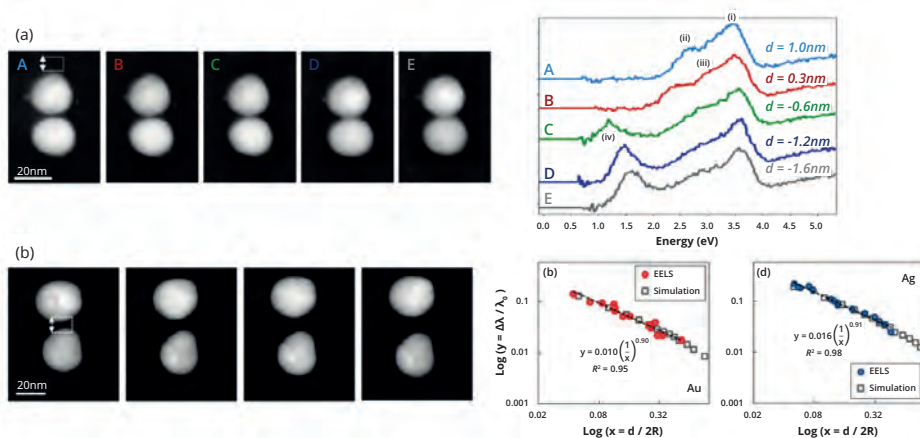 (a)
A B C D E
20nm
(i)
(ii)
(iii)
(iv)
A
B
C
D
E
d = 1.0nm
d = 0.3nm
d = -0.6nm
d = -1.2nm
d = -1.6nm
0.0 0.5 1.0 1.5 2.0 2.5 3.0 3.5 4.0 4.5 5.0
Energy (eV)
(b)
20nm
Log (y = Δλ / λ₀)
0.1
0.01
0.001
(b)
EELS
Simulation
y = 0.010(1/x)^0.90
R² = 0.95
Au
0.02 0.08 0.32
Log (x = d / 2R)
0.1
0.01
0.001
(d)
Ag
y = 0.016(1/x)^0.91
R² = 0.98
EELS
Simulation
0.02 0.08 0.32
Log (x = d / 2R)